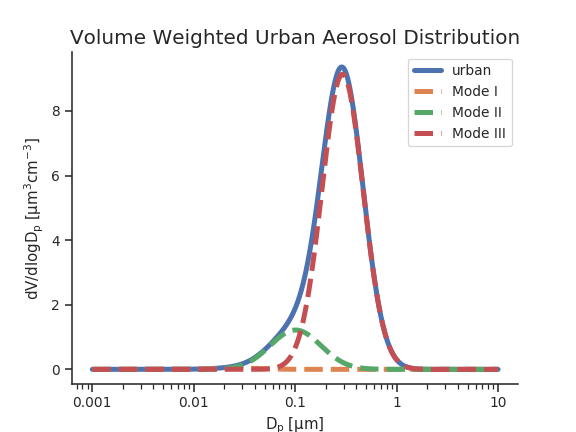 Volume Weighted Urban Aerosol Distribution
urban
Mode I
Mode II
Mode III
dV/dlogDₚ [μm³cm⁻³]
8
6
4
2
0
0.001 0.01 0.1 1 10
Dₚ [μm]